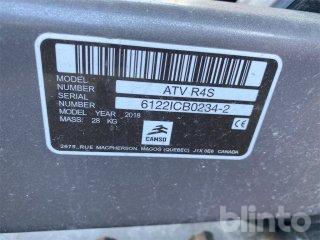 MODEL
NUMBER ATV R4S
SERIAL
NUMBER 6122ICB0234-2
MODEL YEAR 2018
MASS: 28 KG
CAMSO
CE
2675, RUE MACPHERSON, MAGOG (QUEBEC) J1X 0E6 CANADA
blinto